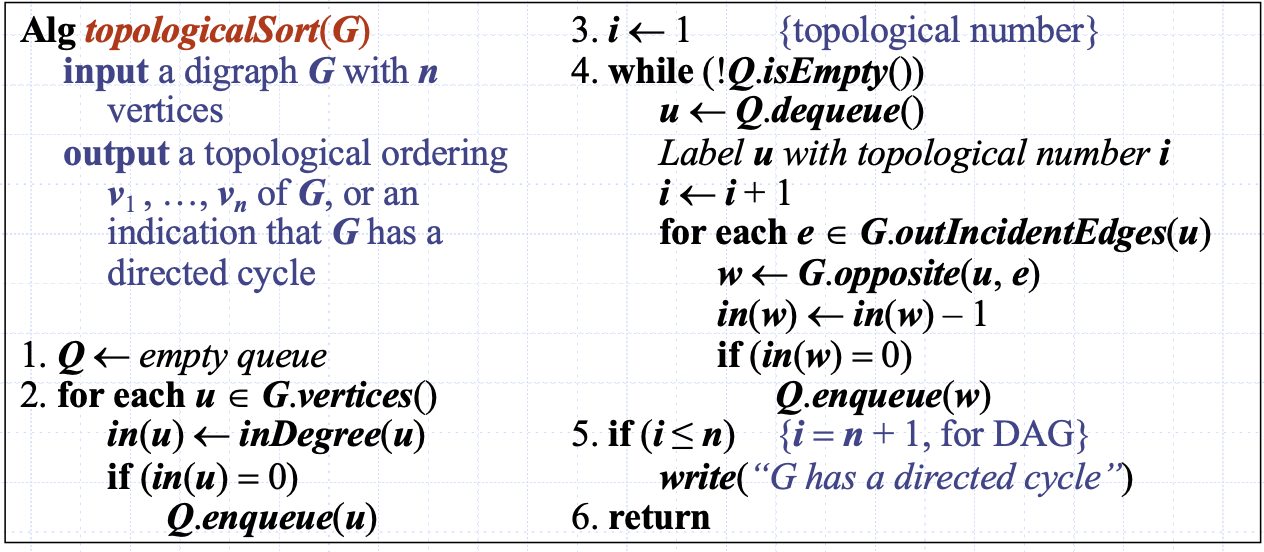 Alg topologicalSort(G)
input a digraph G with n
vertices
output a topological ordering
v₁ , …, vₙ of G, or an
indication that G has a
directed cycle
1. Q ← empty queue
2. for each u ∈ G.vertices()
in(u) ← inDegree(u)
if (in(u) = 0)
Q.enqueue(u)
3. i ← 1 {topological number}
4. while (!Q.isEmpty())
u ← Q.dequeue()
Label u with topological number i
i ← i + 1
for each e ∈ G.outIncidentEdges(u)
w ← G.opposite(u, e)
in(w) ← in(w) – 1
if (in(w) = 0)
Q.enqueue(w)
5. if (i ≤ n) {i = n + 1, for DAG}
write(“G has a directed cycle”)
6. return